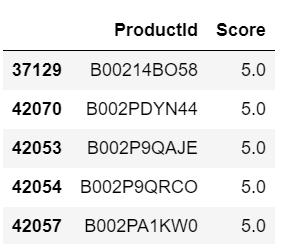 ProductId Score
37129 B00214BO58 5.0
42070 B002PDYN44 5.0
42053 B002P9QAJE 5.0
42054 B002P9QRCO 5.0
42057 B002PA1KW0 5.0